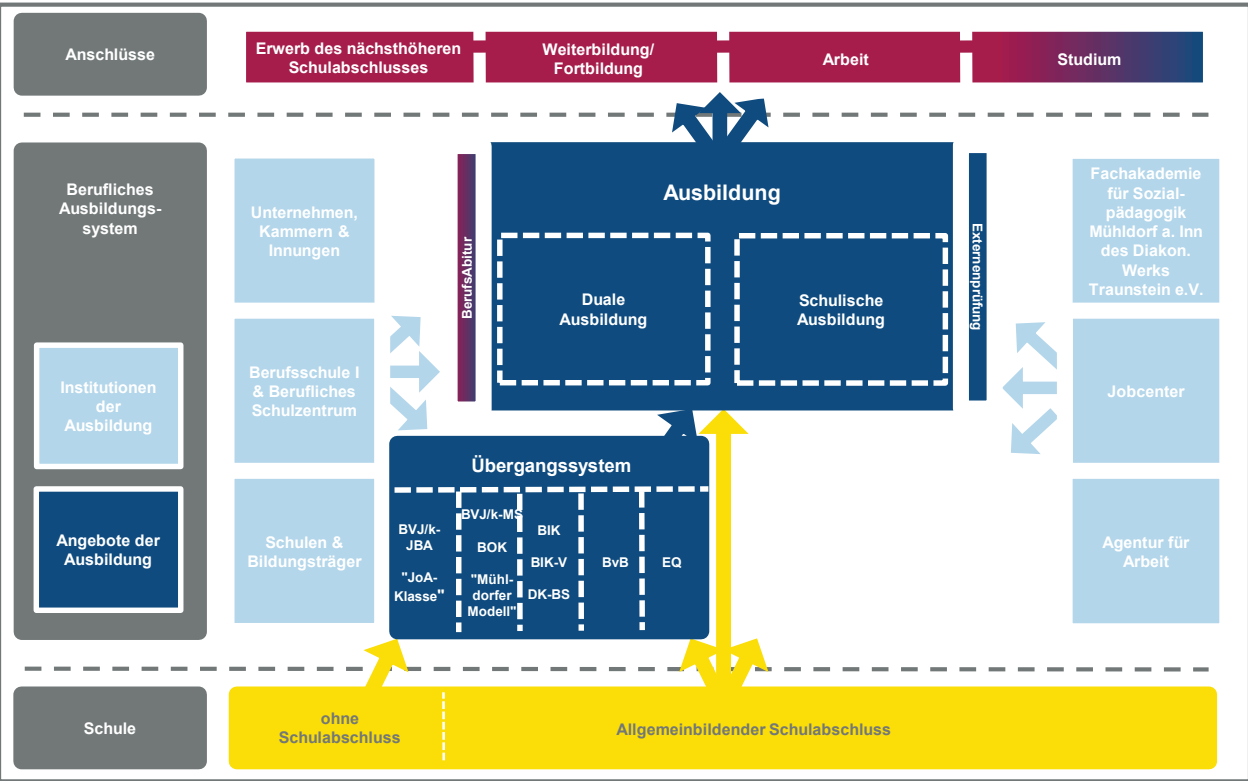 Anschlüsse
Erwerb des nächsthöheren
Schulabschlusses
Weiterbildung/
Fortbildung
Arbeit
Studium
Berufliches
Ausbildungs-
system
Institutionen
der
Ausbildung
Angebote der
Ausbildung
Unternehmen,
Kammern &
Innungen
Berufsschule I
& Berufliches
Schulzentrum
Schulen &
Bildungsträger
BerufsAbitur
Ausbildung
Duale
Ausbildung
Schulische
Ausbildung
Externenprüfung
Fachakademie
für Sozial-
pädagogik
Mühldorf a. Inn
des Diakon.
Werks
Traunstein e.V.
Jobcenter
Agentur für
Arbeit
Übergangssystem
BVJ/k-
JBA
"JoA-
Klasse"
BVJ/k-MS
BOK
"Mühl-
dorfer
Modell"
BIK
BIK-V
DK-BS
BvB
EQ
Schule
ohne
Schulabschluss
Allgemeinbildender Schulabschluss